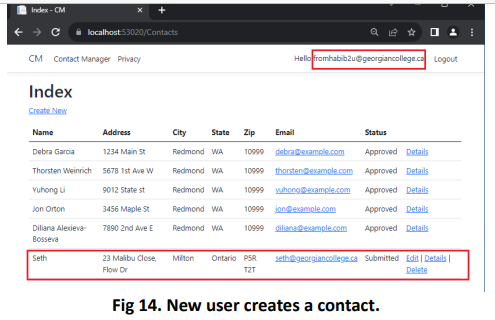 Index - CM
localhost:53020/Contacts
CM Contact Manager Privacy Hello fromhabib2u@georgiancollege.ca Logout
Index
Create New
Name Address City State Zip Email Status
Debra Garcia 1234 Main St Redmond WA 10999 debra@example.com Approved Details
Thorsten Weinrich 5678 1st Ave W Redmond WA 10999 thorsten@example.com Approved Details
Yuhong Li 9012 State st Redmond WA 10999 yuhong@example.com Approved Details
Jon Orton 3456 Maple St Redmond WA 10999 jon@example.com Approved Details
Diliana Alexieva- 7890 2nd Ave E Redmond WA 10999 diliana@example.com Approved Details
Bosseva
Seth 23 Malibu Close, Milton Ontario P5R seth@georgiancollege.ca Submitted Edit | Details |
Flow Dr T2T Delete
Fig 14. New user creates a contact.